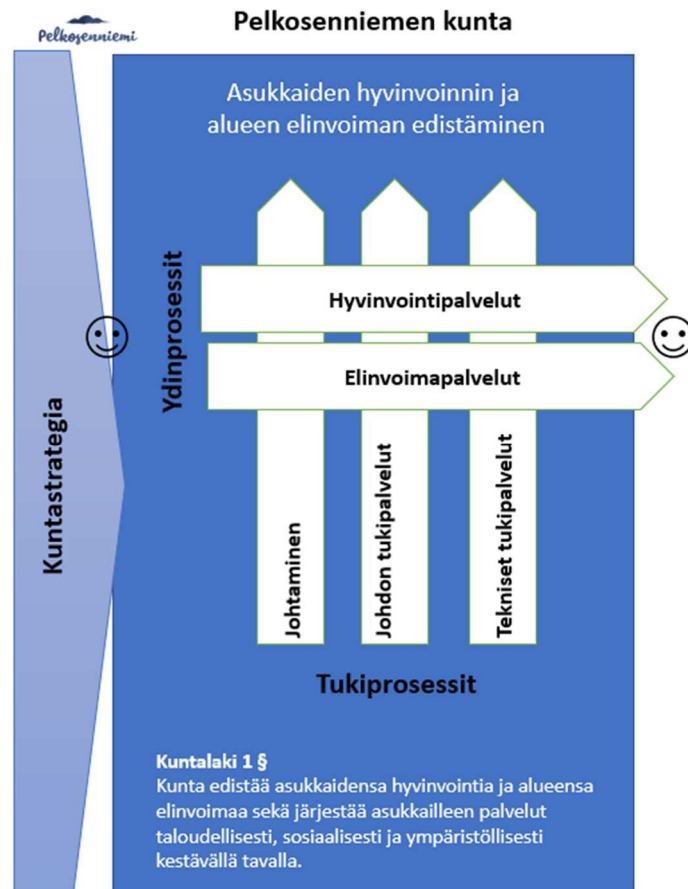 Pelkosenniemi
Pelkosenniemen kunta
Asukkaiden hyvinvoinnin ja
alueen elinvoiman edistäminen
Kuntastrategia
Ydinprosessit
Hyvinvointipalvelut
Elinvoimapalvelut
Johtaminen
Johdon tukipalvelut
Tekniset tukipalvelut
Tukiprosessit
Kuntalaki 1 §
Kunta edistää asukkaidensa hyvinvointia ja alueensa
elinvoimaa sekä järjestää asukkailleen palvelut
taloudellisesti, sosiaalisesti ja ympäristöllisesti
kestävällä tavalla.